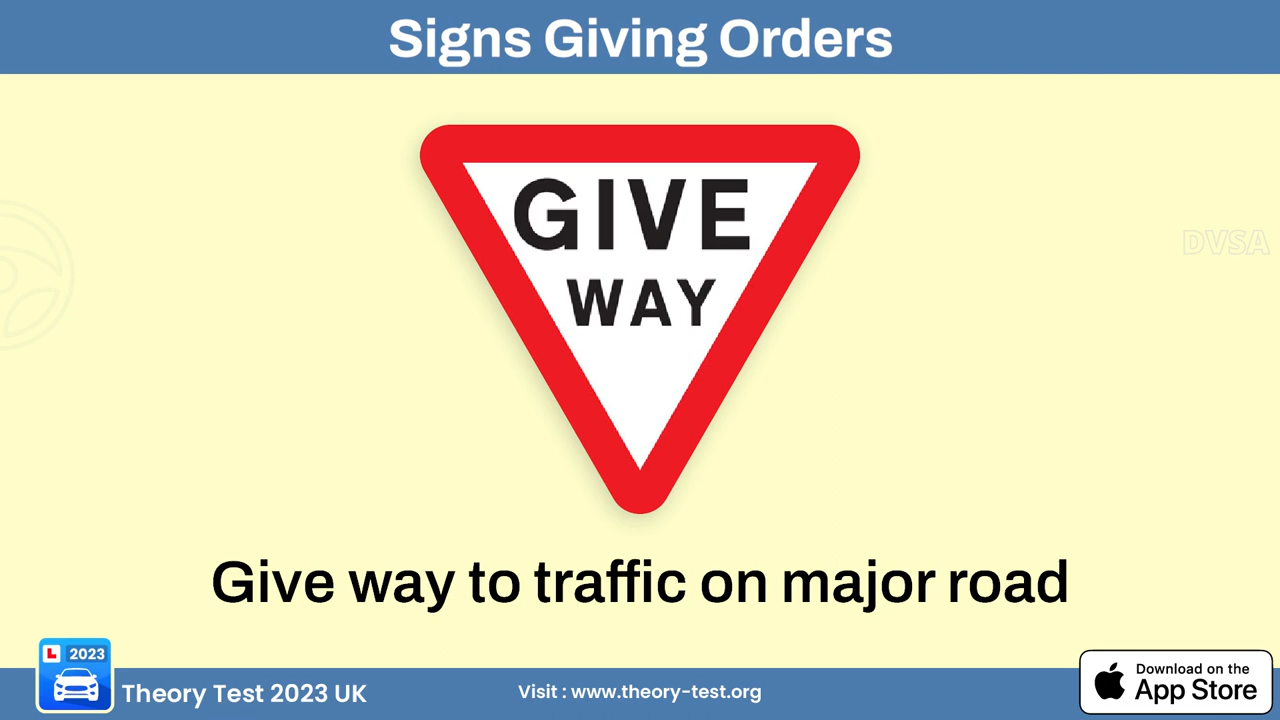 Signs Giving Orders
GIVE
WAY
DVSA
Give way to traffic on major road
L 2023
Theory Test 2023 UK
Visit : www.theory-test.org
Download on the
App Store